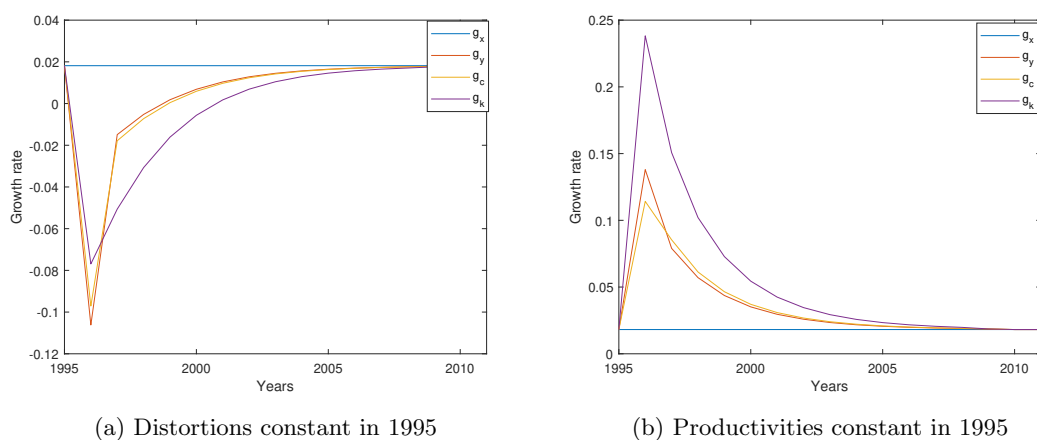 0.04
0.02
0
-0.02
-0.04
-0.06
-0.08
-0.1
-0.12
Growth rate
1995
2000
2005
2010
Years
g_x
g_y
g_c
g_k
(a) Distortions constant in 1995
0.25
0.2
0.15
0.1
0.05
0
Growth rate
1995
2000
2005
2010
Years
g_x
g_y
g_c
g_k
(b) Productivities constant in 1995